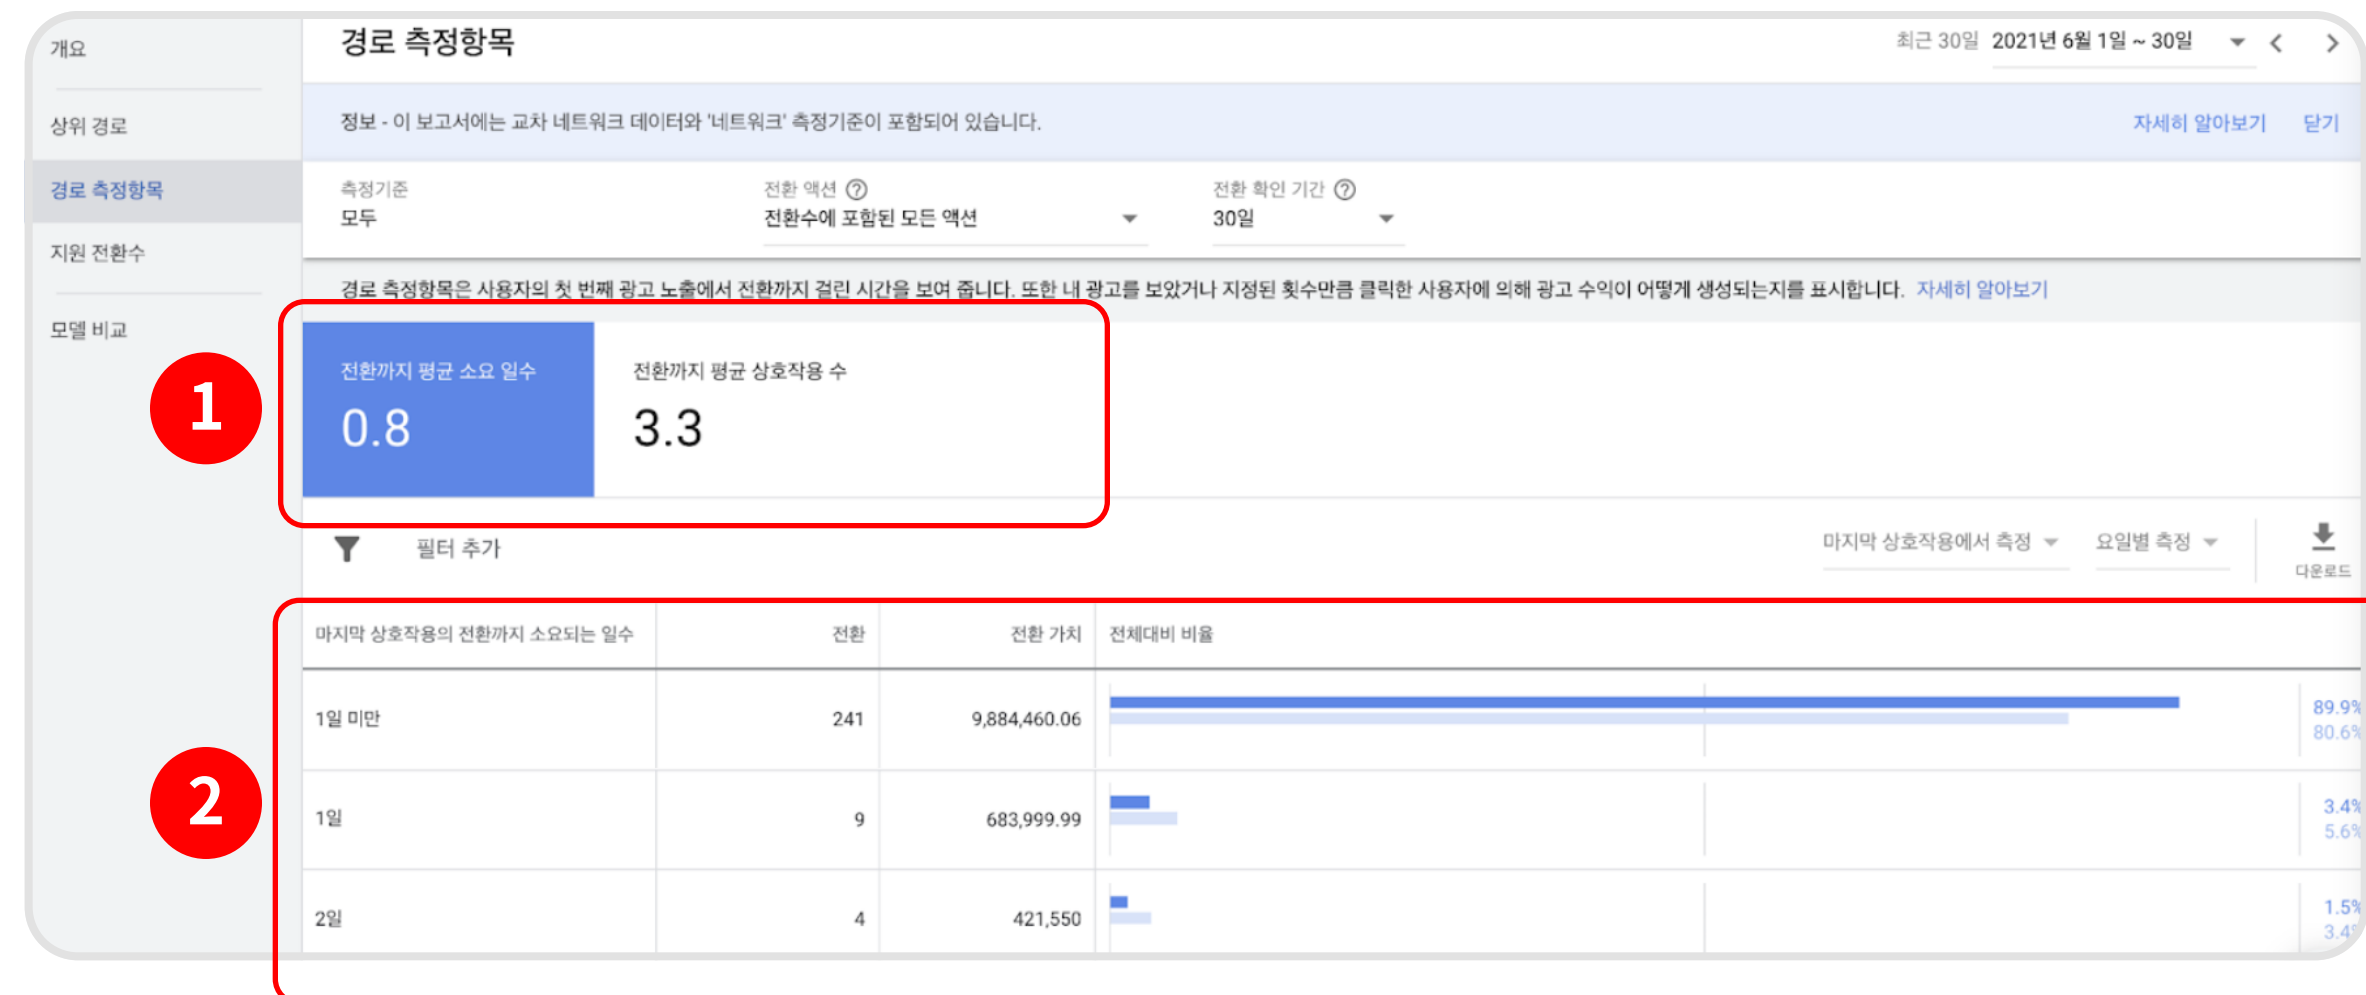 개요
상위 경로
경로 측정항목
지원 전환수
모델 비교
경로 측정항목
최근 30일 2021년 6월 1일 ~ 30일
정보 - 이 보고서에는 교차 네트워크 데이터와 '네트워크' 측정기준이 포함되어 있습니다.
자세히 알아보기 닫기
측정기준 전환 액션 전환 확인 기간
모두 전환수에 포함된 모든 액션 30일
경로 측정항목은 사용자의 첫 번째 광고 노출에서 전환까지 걸린 시간을 보여 줍니다. 또한 내 광고를 보았거나 지정된 횟수만큼 클릭한 사용자에 의해 광고 수익이 어떻게 생성되는지를 표시합니다. 자세히 알아보기
1
전환까지 평균 소요 일수 전환까지 평균 상호작용 수
0.8 3.3
필터 추가
마지막 상호작용에서 측정 요일별 측정
다운로드
2
마지막 상호작용의 전환까지 소요되는 일수 전환 전환 가치 전체대비 비율
1일 미만 241 9,884,460.06 89.9%
80.6%
1일 9 683,999.99 3.4%
5.6%
2일 4 421,550 1.5%
3.4%